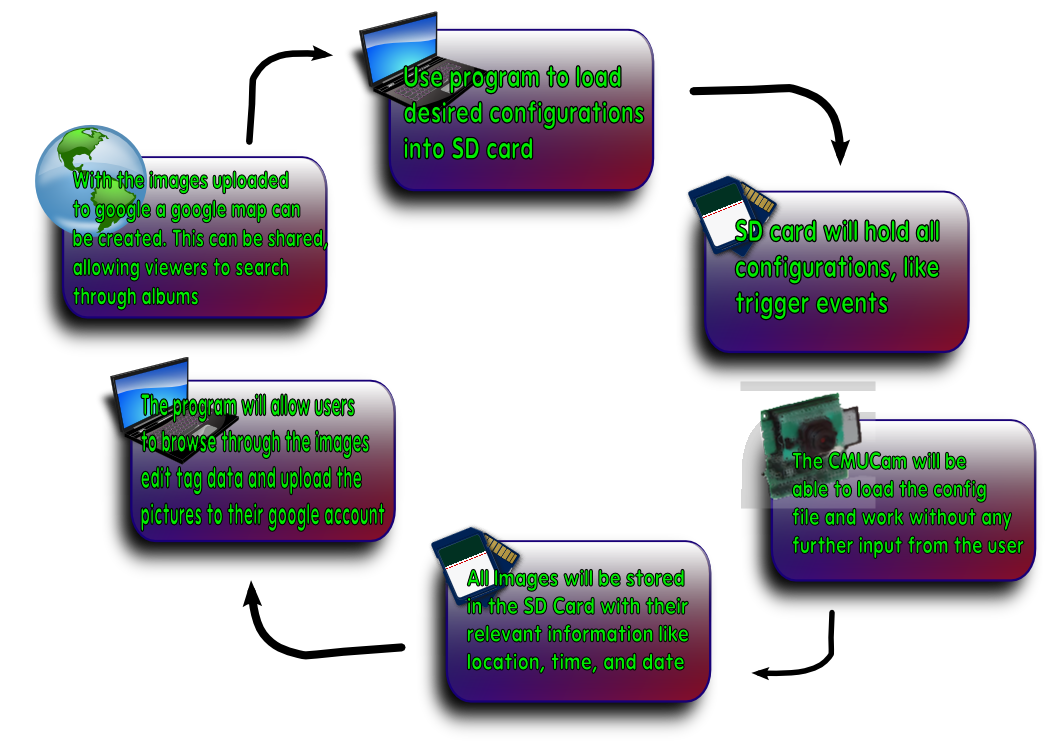 Use program to load
desired configurations
into SD card
SD card will hold all
configurations, like
trigger events
The CMUCam will be
able to load the config
file and work without any
further input from the user
All Images will be stored
in the SD Card with their
relevant information like
location, time, and date
The program will allow users
to browse through the images
edit tag data and upload the
pictures to their google account
With the images uploaded
to google a google map can
be created. This can be shared,
allowing viewers to search
through albums